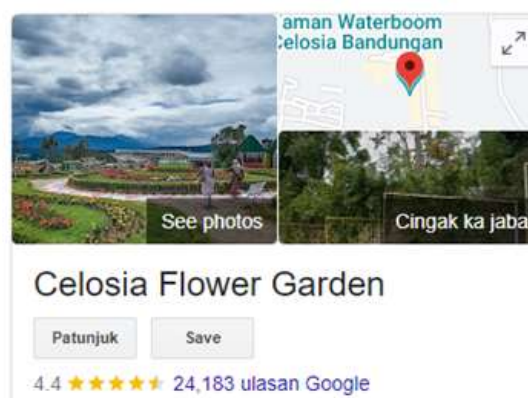 Taman Waterboom
Celosia Bandungan
See photos
Cingak ka jaba
Celosia Flower Garden
Patunjuk
Save
4.4
24,183 ulasan Google